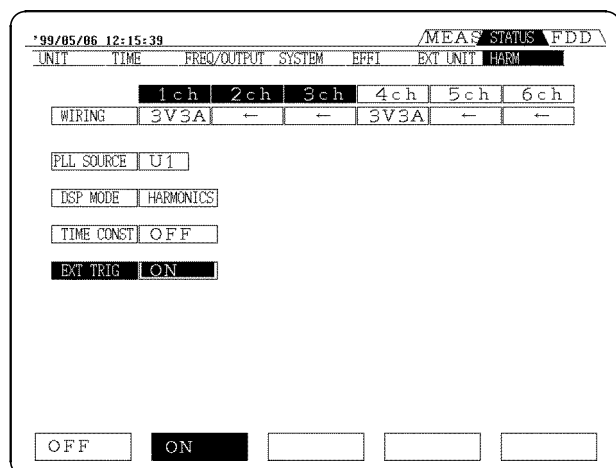 '99/05/06 12:15:39 MEAS STATUS FDD
UNIT TIME FREQ/OUTPUT SYSTEM EFFI EXT UNIT HARM
1ch 2ch 3ch 4ch 5ch 6ch
WIRING 3V3A ← ← 3V3A ← ←
PLL SOURCE U1
DSP MODE HARMONICS
TIME CONST OFF
EXT TRIG ON
OFF ON